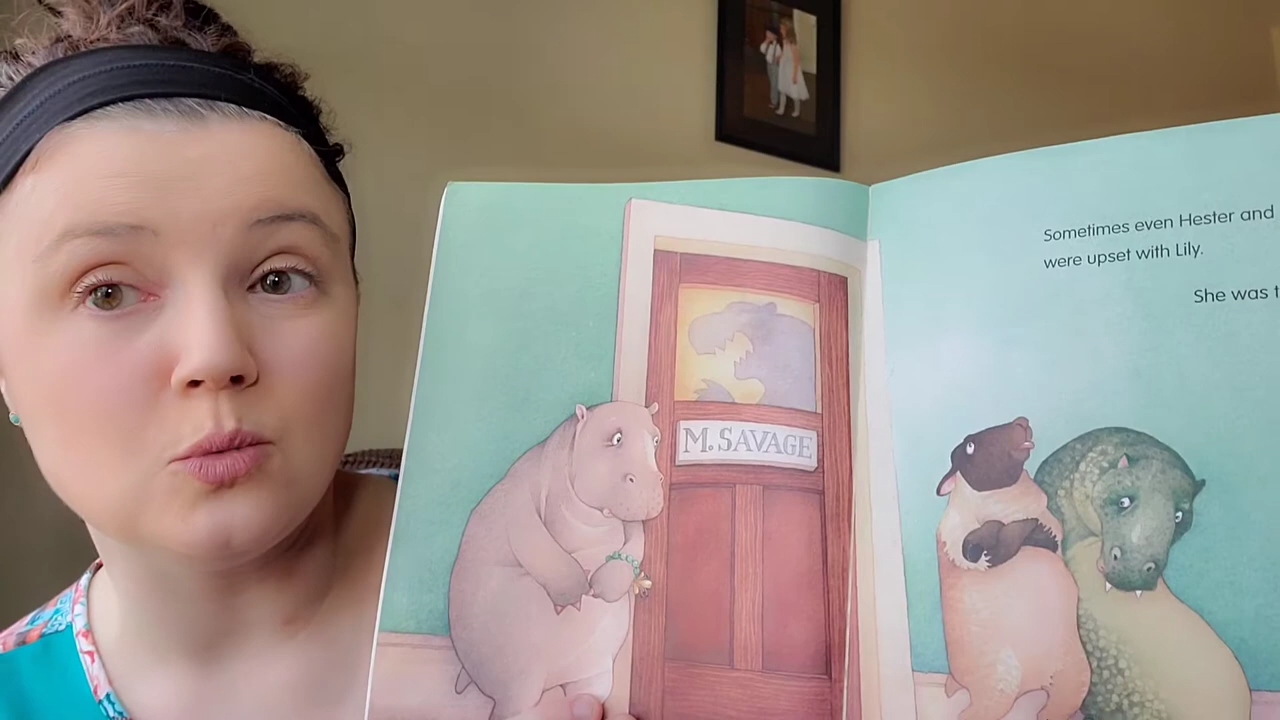 M. SAVAGE
Sometimes even Hester and
were upset with Lily.
She was